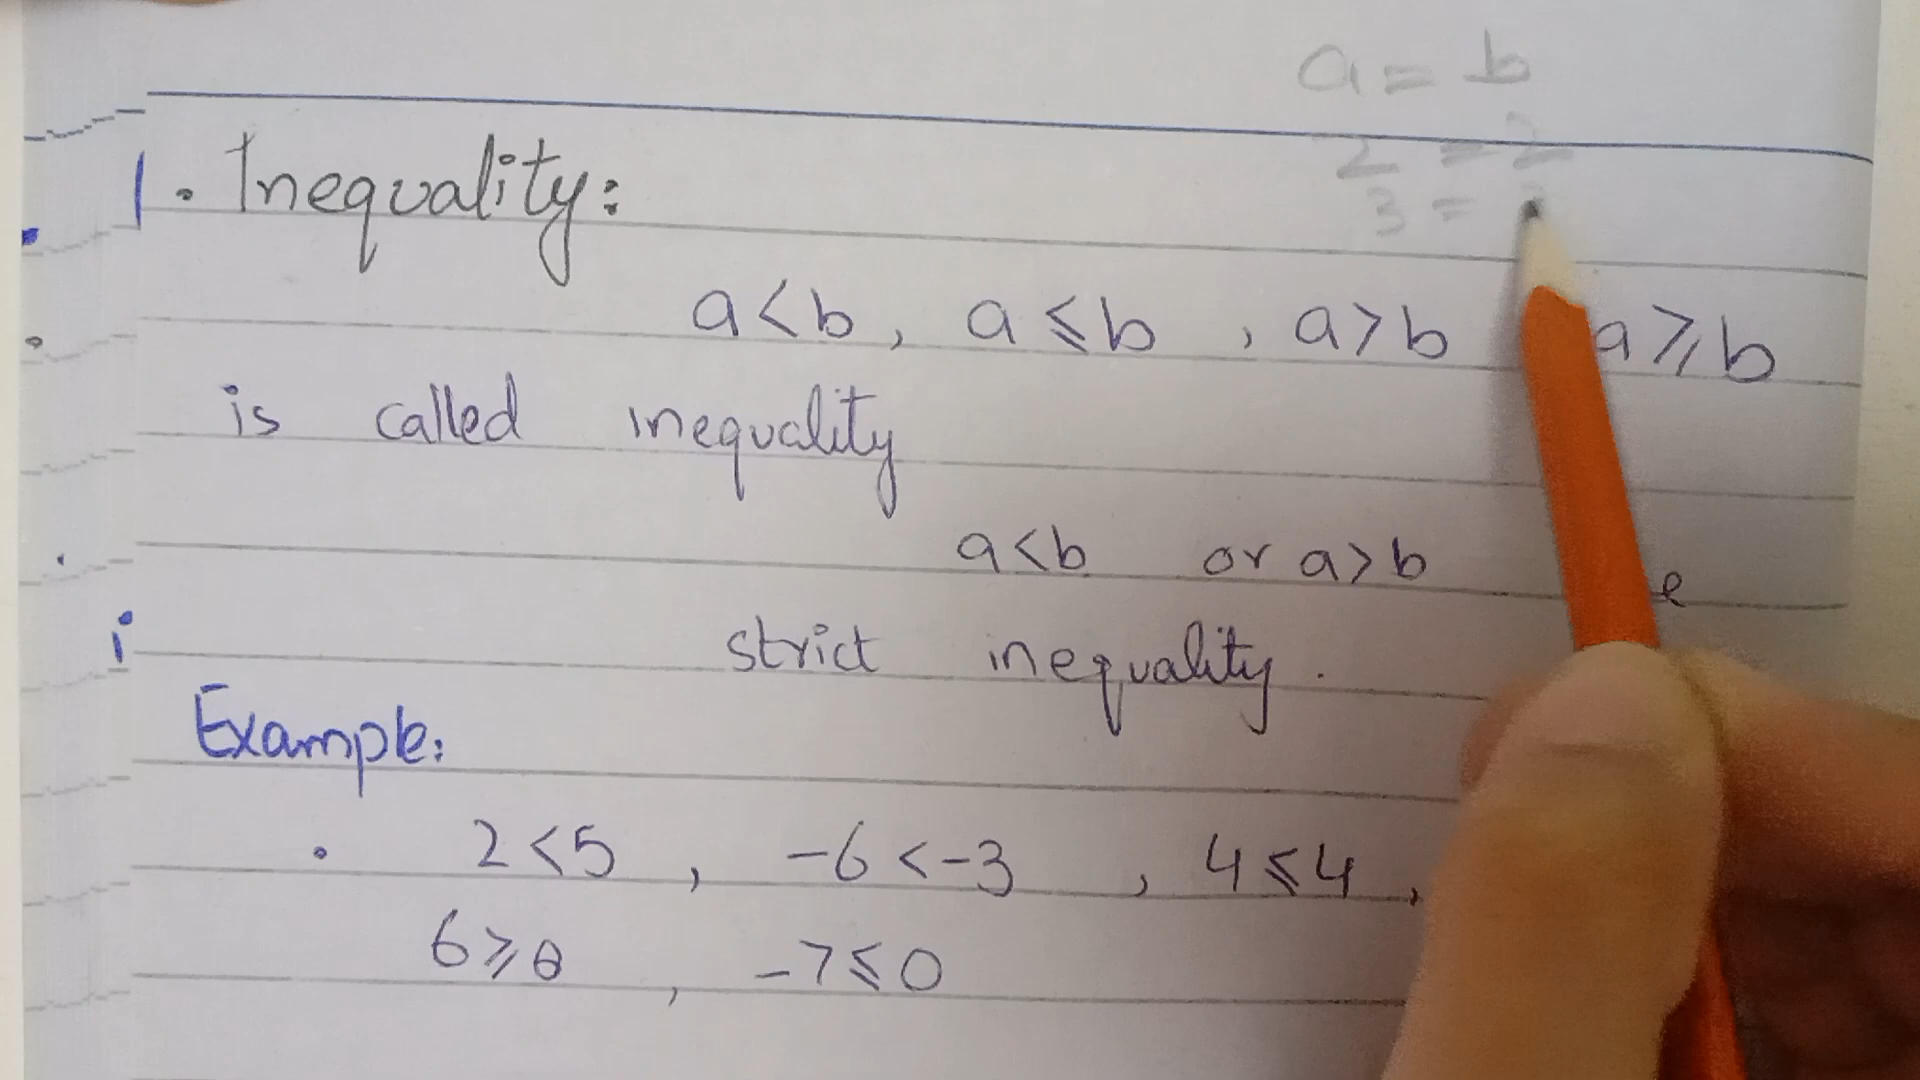 a = b
2 = 2
3 =
1. Inequality:
a<b, a≤b, a>b a≥b
is called inequality
a<b or a>b
strict inequality.
Example:
. 2<5, -6<-3, 4≤4,
6≥0, -7≤0